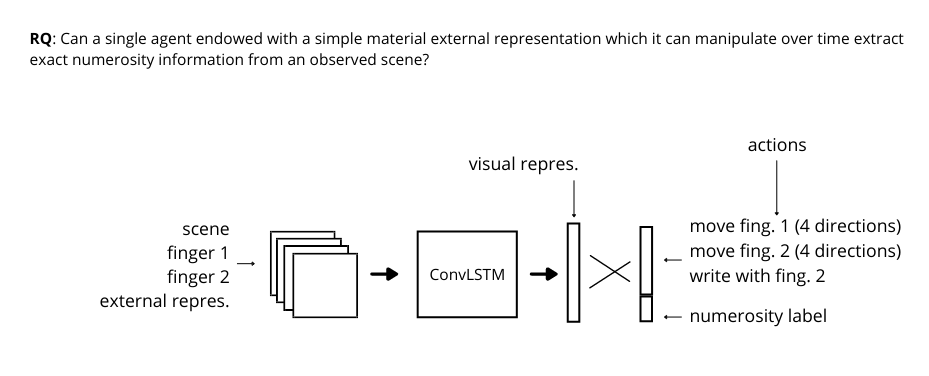 RQ: Can a single agent endowed with a simple material external representation which it can manipulate over time extract
exact numerosity information from an observed scene?
actions
visual repres.
scene
finger 1
finger 2
external repres.
ConvLSTM
move fing. 1 (4 directions)
move fing. 2 (4 directions)
write with fing. 2
numerosity label